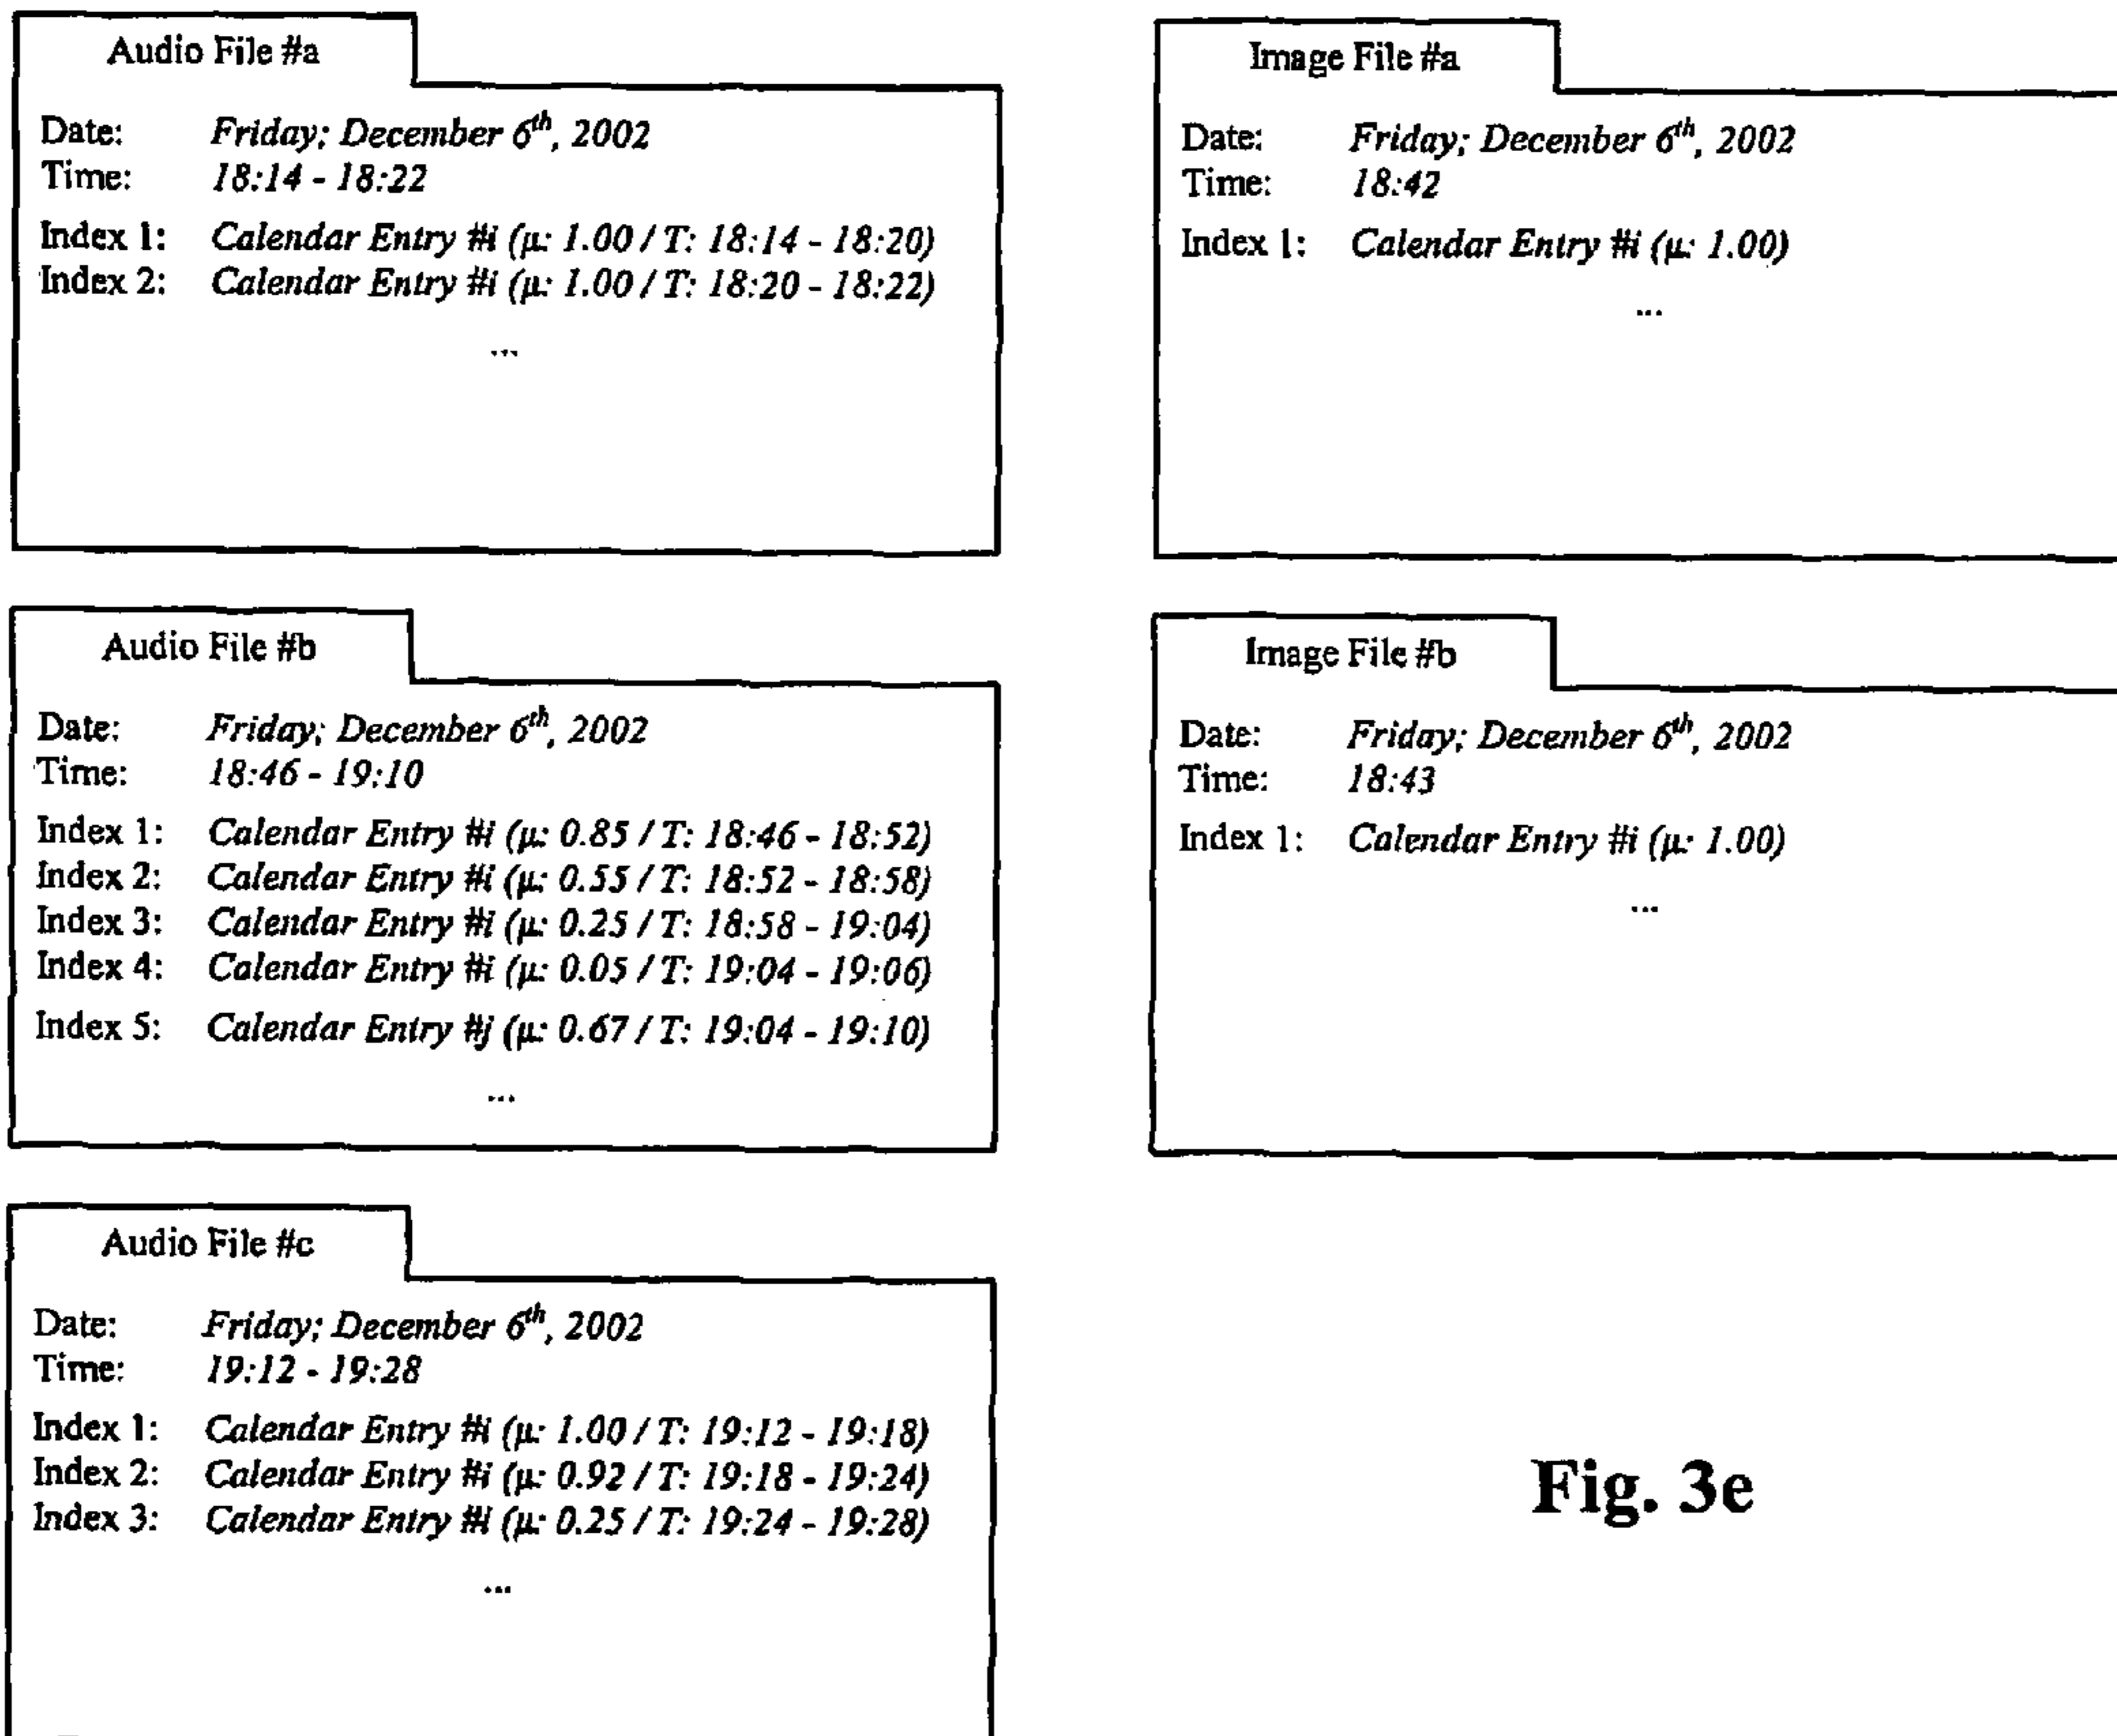 Audio File #a
Date: Friday; December 6th, 2002
Time: 18:14 - 18:22
Index 1: Calendar Entry #i (µ: 1.00 / T: 18:14 - 18:20)
Index 2: Calendar Entry #i (µ: 1.00 / T: 18:20 - 18:22)
...
Image File #a
Date: Friday; December 6th, 2002
Time: 18:42
Index 1: Calendar Entry #i (µ: 1.00)
...
Audio File #b
Date: Friday; December 6th, 2002
Time: 18:46 - 19:10
Index 1: Calendar Entry #i (µ: 0.85 / T: 18:46 - 18:52)
Index 2: Calendar Entry #i (µ: 0.55 / T: 18:52 - 18:58)
Index 3: Calendar Entry #i (µ: 0.25 / T: 18:58 - 19:04)
Index 4: Calendar Entry #i (µ: 0.05 / T: 19:04 - 19:06)
Index 5: Calendar Entry #j (µ: 0.67 / T: 19:04 - 19:10)
...
Image File #b
Date: Friday; December 6th, 2002
Time: 18:43
Index 1: Calendar Entry #i (µ: 1.00)
...
Audio File #c
Date: Friday; December 6th, 2002
Time: 19:12 - 19:28
Index 1: Calendar Entry #i (µ: 1.00 / T: 19:12 - 19:18)
Index 2: Calendar Entry #i (µ: 0.92 / T: 19:18 - 19:24)
Index 3: Calendar Entry #i (µ: 0.25 / T: 19:24 - 19:28)
...
Fig. 3e